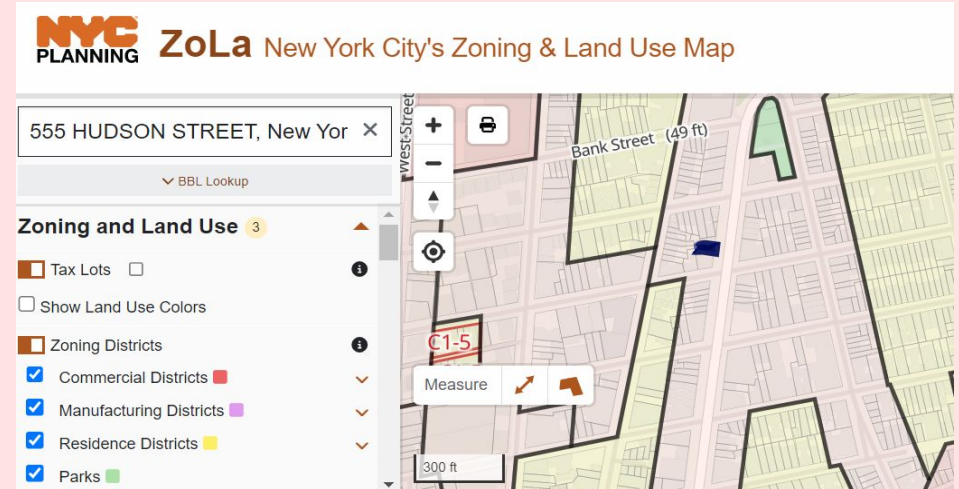 NYC
PLANNING
ZoLa New York City's Zoning & Land Use Map
555 HUDSON STREET, New Yor ×
BBL Lookup
Zoning and Land Use 3
Tax Lots
Show Land Use Colors
Zoning Districts
Commercial Districts
Manufacturing Districts
Residence Districts
Parks
West Street
Bank Street (49 ft)
C1-5
Measure
300 ft